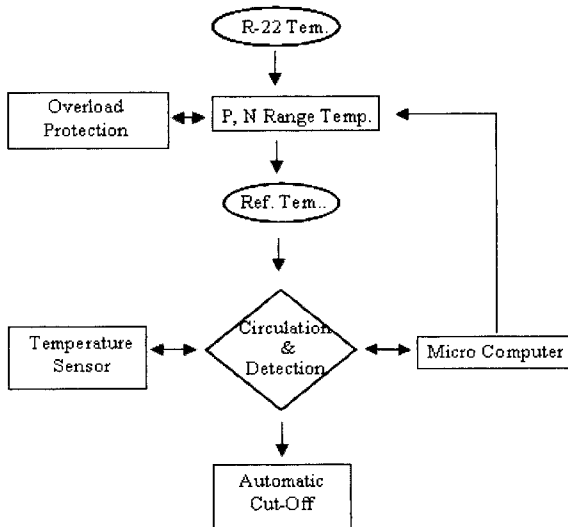 R-22 Tem.
Overload
Protection
P, N Range Temp.
Ref. Tem..
Circulation
&
Detection
Temperature
Sensor
Micro Computer
Automatic
Cut-Off